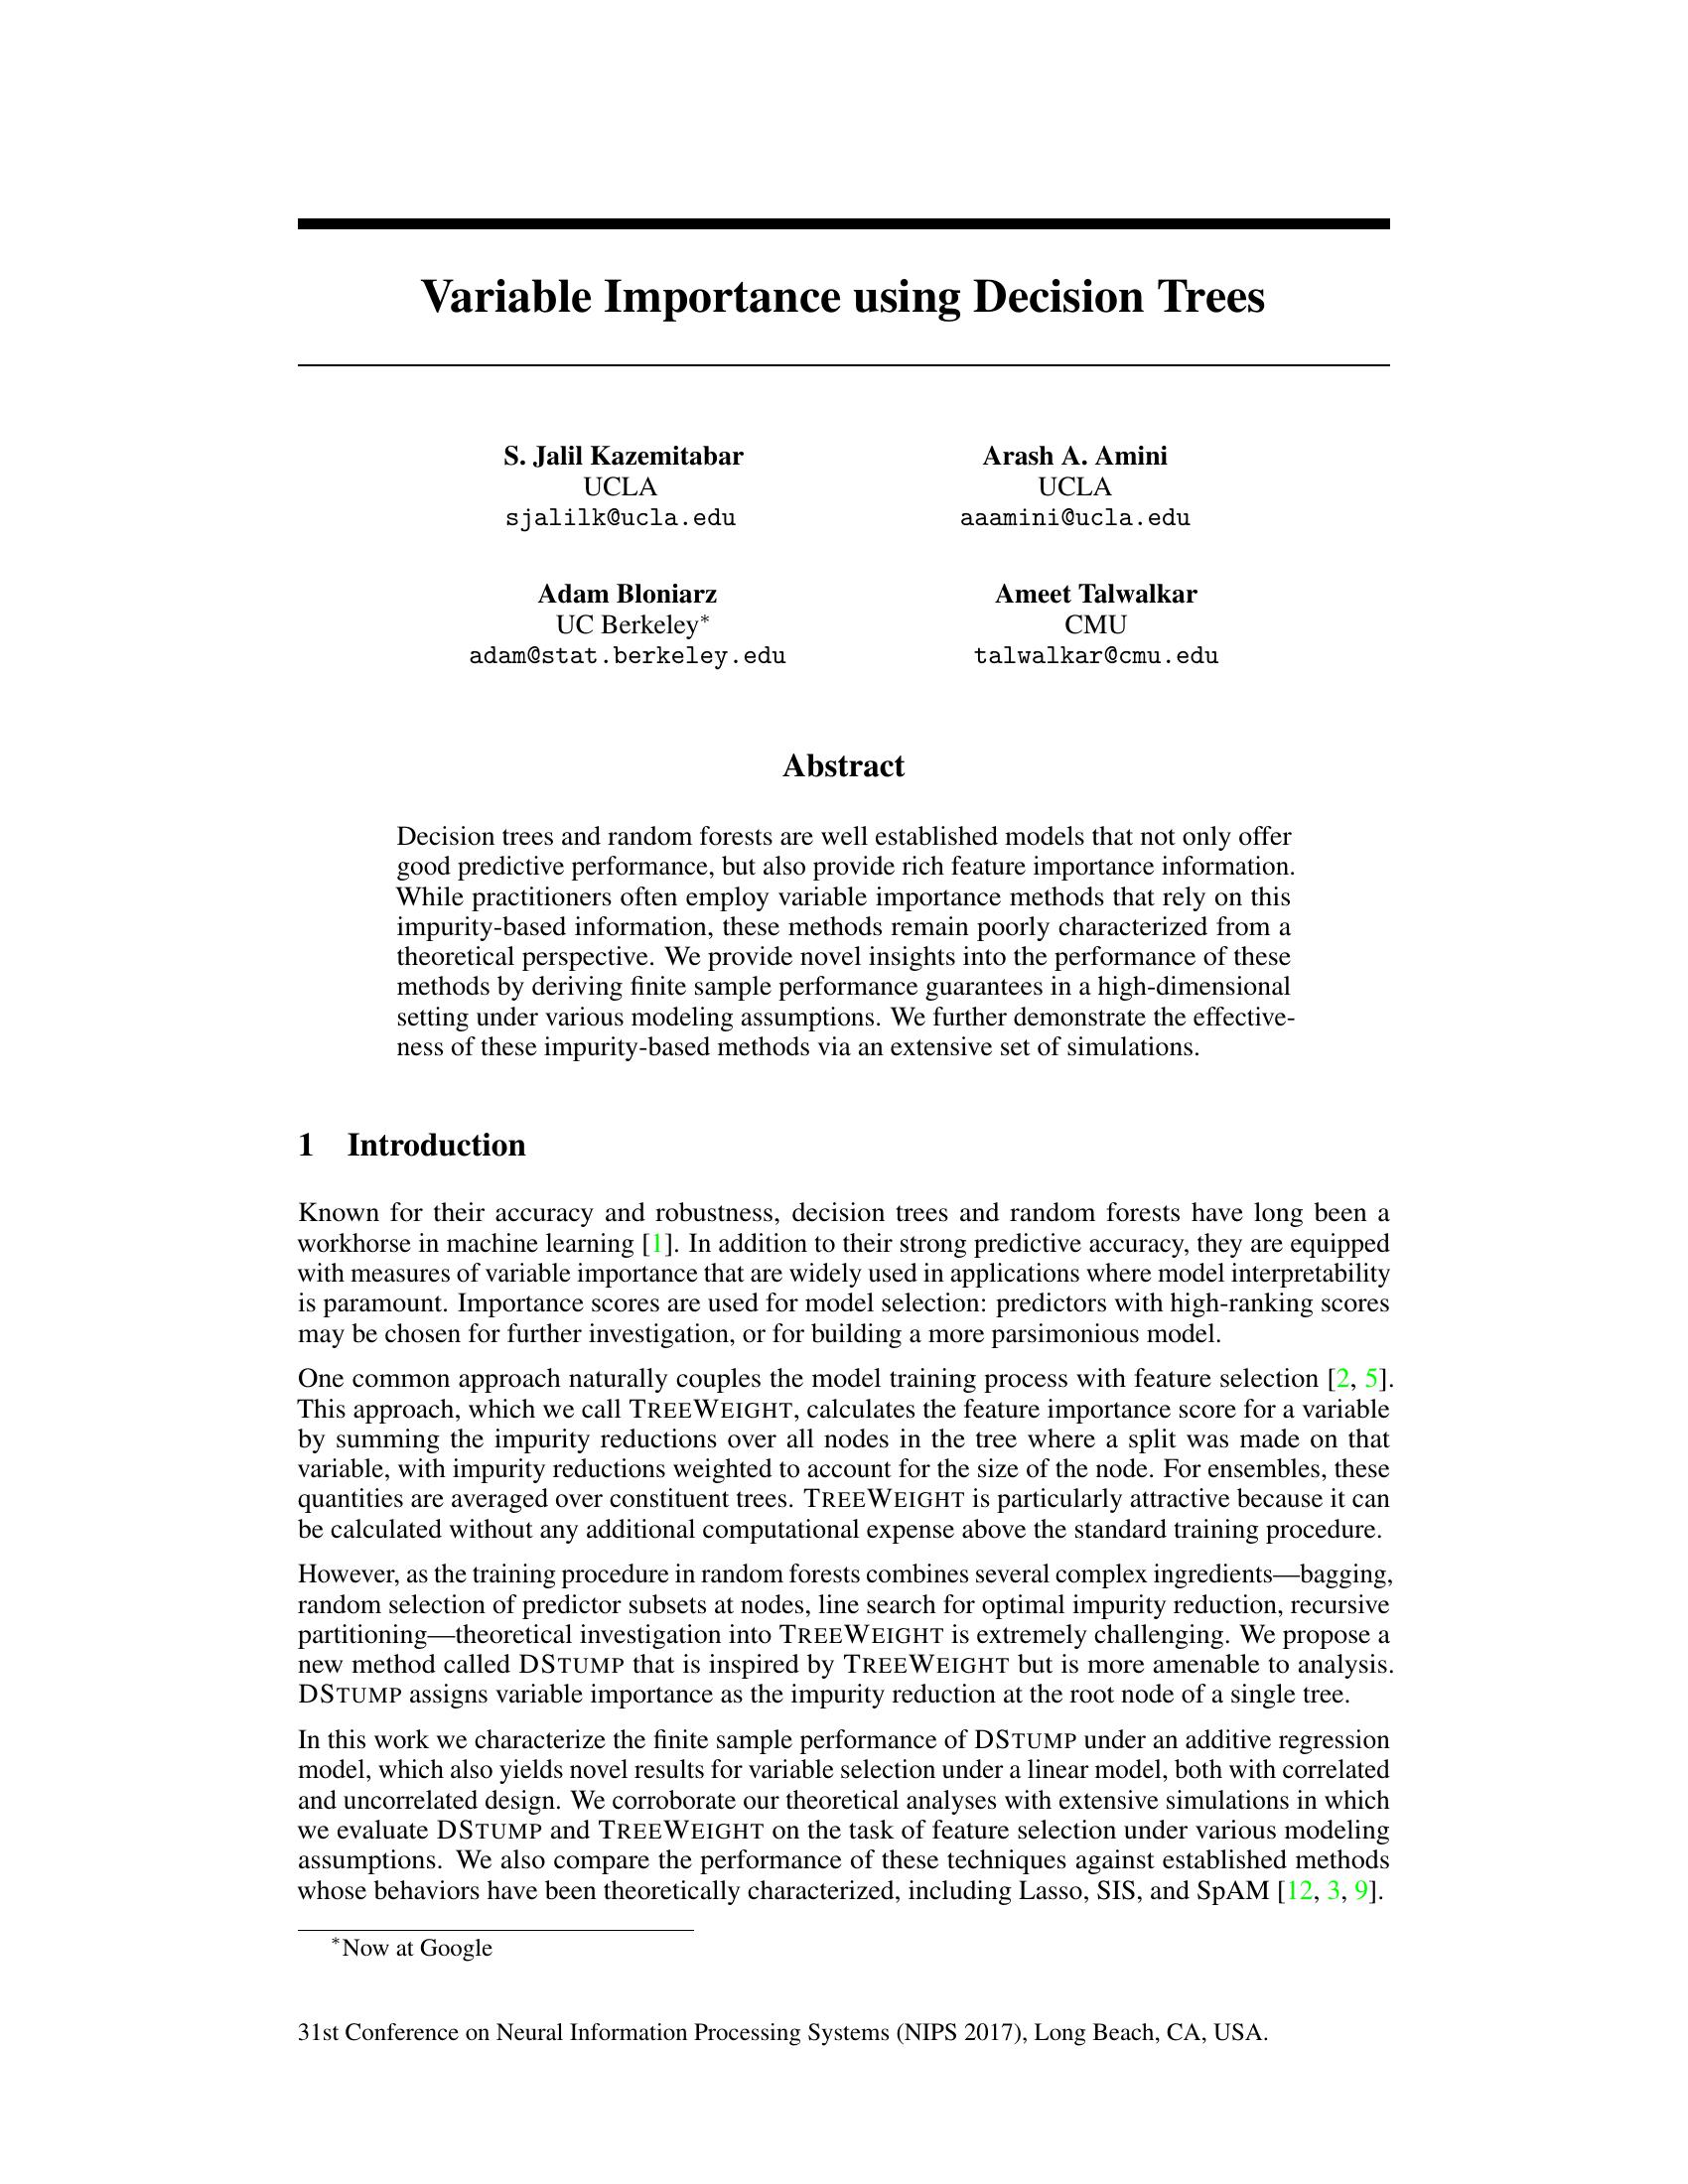 Variable Importance using Decision Trees
S. Jalil Kazemitabar
UCLA
sjalilk@ucla.edu
Arash A. Amini
UCLA
aaamini@ucla.edu
Adam Bloniarz
UC Berkeley*
adam@stat.berkeley.edu
Ameet Talwalkar
CMU
talwalkar@cmu.edu
Abstract
Decision trees and random forests are well established models that not only offer
good predictive performance, but also provide rich feature importance information.
While practitioners often employ variable importance methods that rely on this
impurity-based information, these methods remain poorly characterized from a
theoretical perspective. We provide novel insights into the performance of these
methods by deriving finite sample performance guarantees in a high-dimensional
setting under various modeling assumptions. We further demonstrate the effective-
ness of these impurity-based methods via an extensive set of simulations.
1 Introduction
Known for their accuracy and robustness, decision trees and random forests have long been a
workhorse in machine learning [1]. In addition to their strong predictive accuracy, they are equipped
with measures of variable importance that are widely used in applications where model interpretability
is paramount. Importance scores are used for model selection: predictors with high-ranking scores
may be chosen for further investigation, or for building a more parsimonious model.
One common approach naturally couples the model training process with feature selection [2, 5].
This approach, which we call TREEWEIGHT, calculates the feature importance score for a variable
by summing the impurity reductions over all nodes in the tree where a split was made on that
variable, with impurity reductions weighted to account for the size of the node. For ensembles, these
quantities are averaged over constituent trees. TREEWEIGHT is particularly attractive because it can
be calculated without any additional computational expense above the standard training procedure.
However, as the training procedure in random forests combines several complex ingredients—bagging,
random selection of predictor subsets at nodes, line search for optimal impurity reduction, recursive
partitioning—theoretical investigation into TREEWEIGHT is extremely challenging. We propose a
new method called DSTUMP that is inspired by TREEWEIGHT but is more amenable to analysis.
DSTUMP assigns variable importance as the impurity reduction at the root node of a single tree.
In this work we characterize the finite sample performance of DSTUMP under an additive regression
model, which also yields novel results for variable selection under a linear model, both with correlated
and uncorrelated design. We corroborate our theoretical analyses with extensive simulations in which
we evaluate DSTUMP and TREEWEIGHT on the task of feature selection under various modeling
assumptions. We also compare the performance of these techniques against established methods
whose behaviors have been theoretically characterized, including Lasso, SIS, and SpAM [12, 3, 9].
*Now at Google
31st Conference on Neural Information Processing Systems (NIPS 2017), Long Beach, CA, USA.